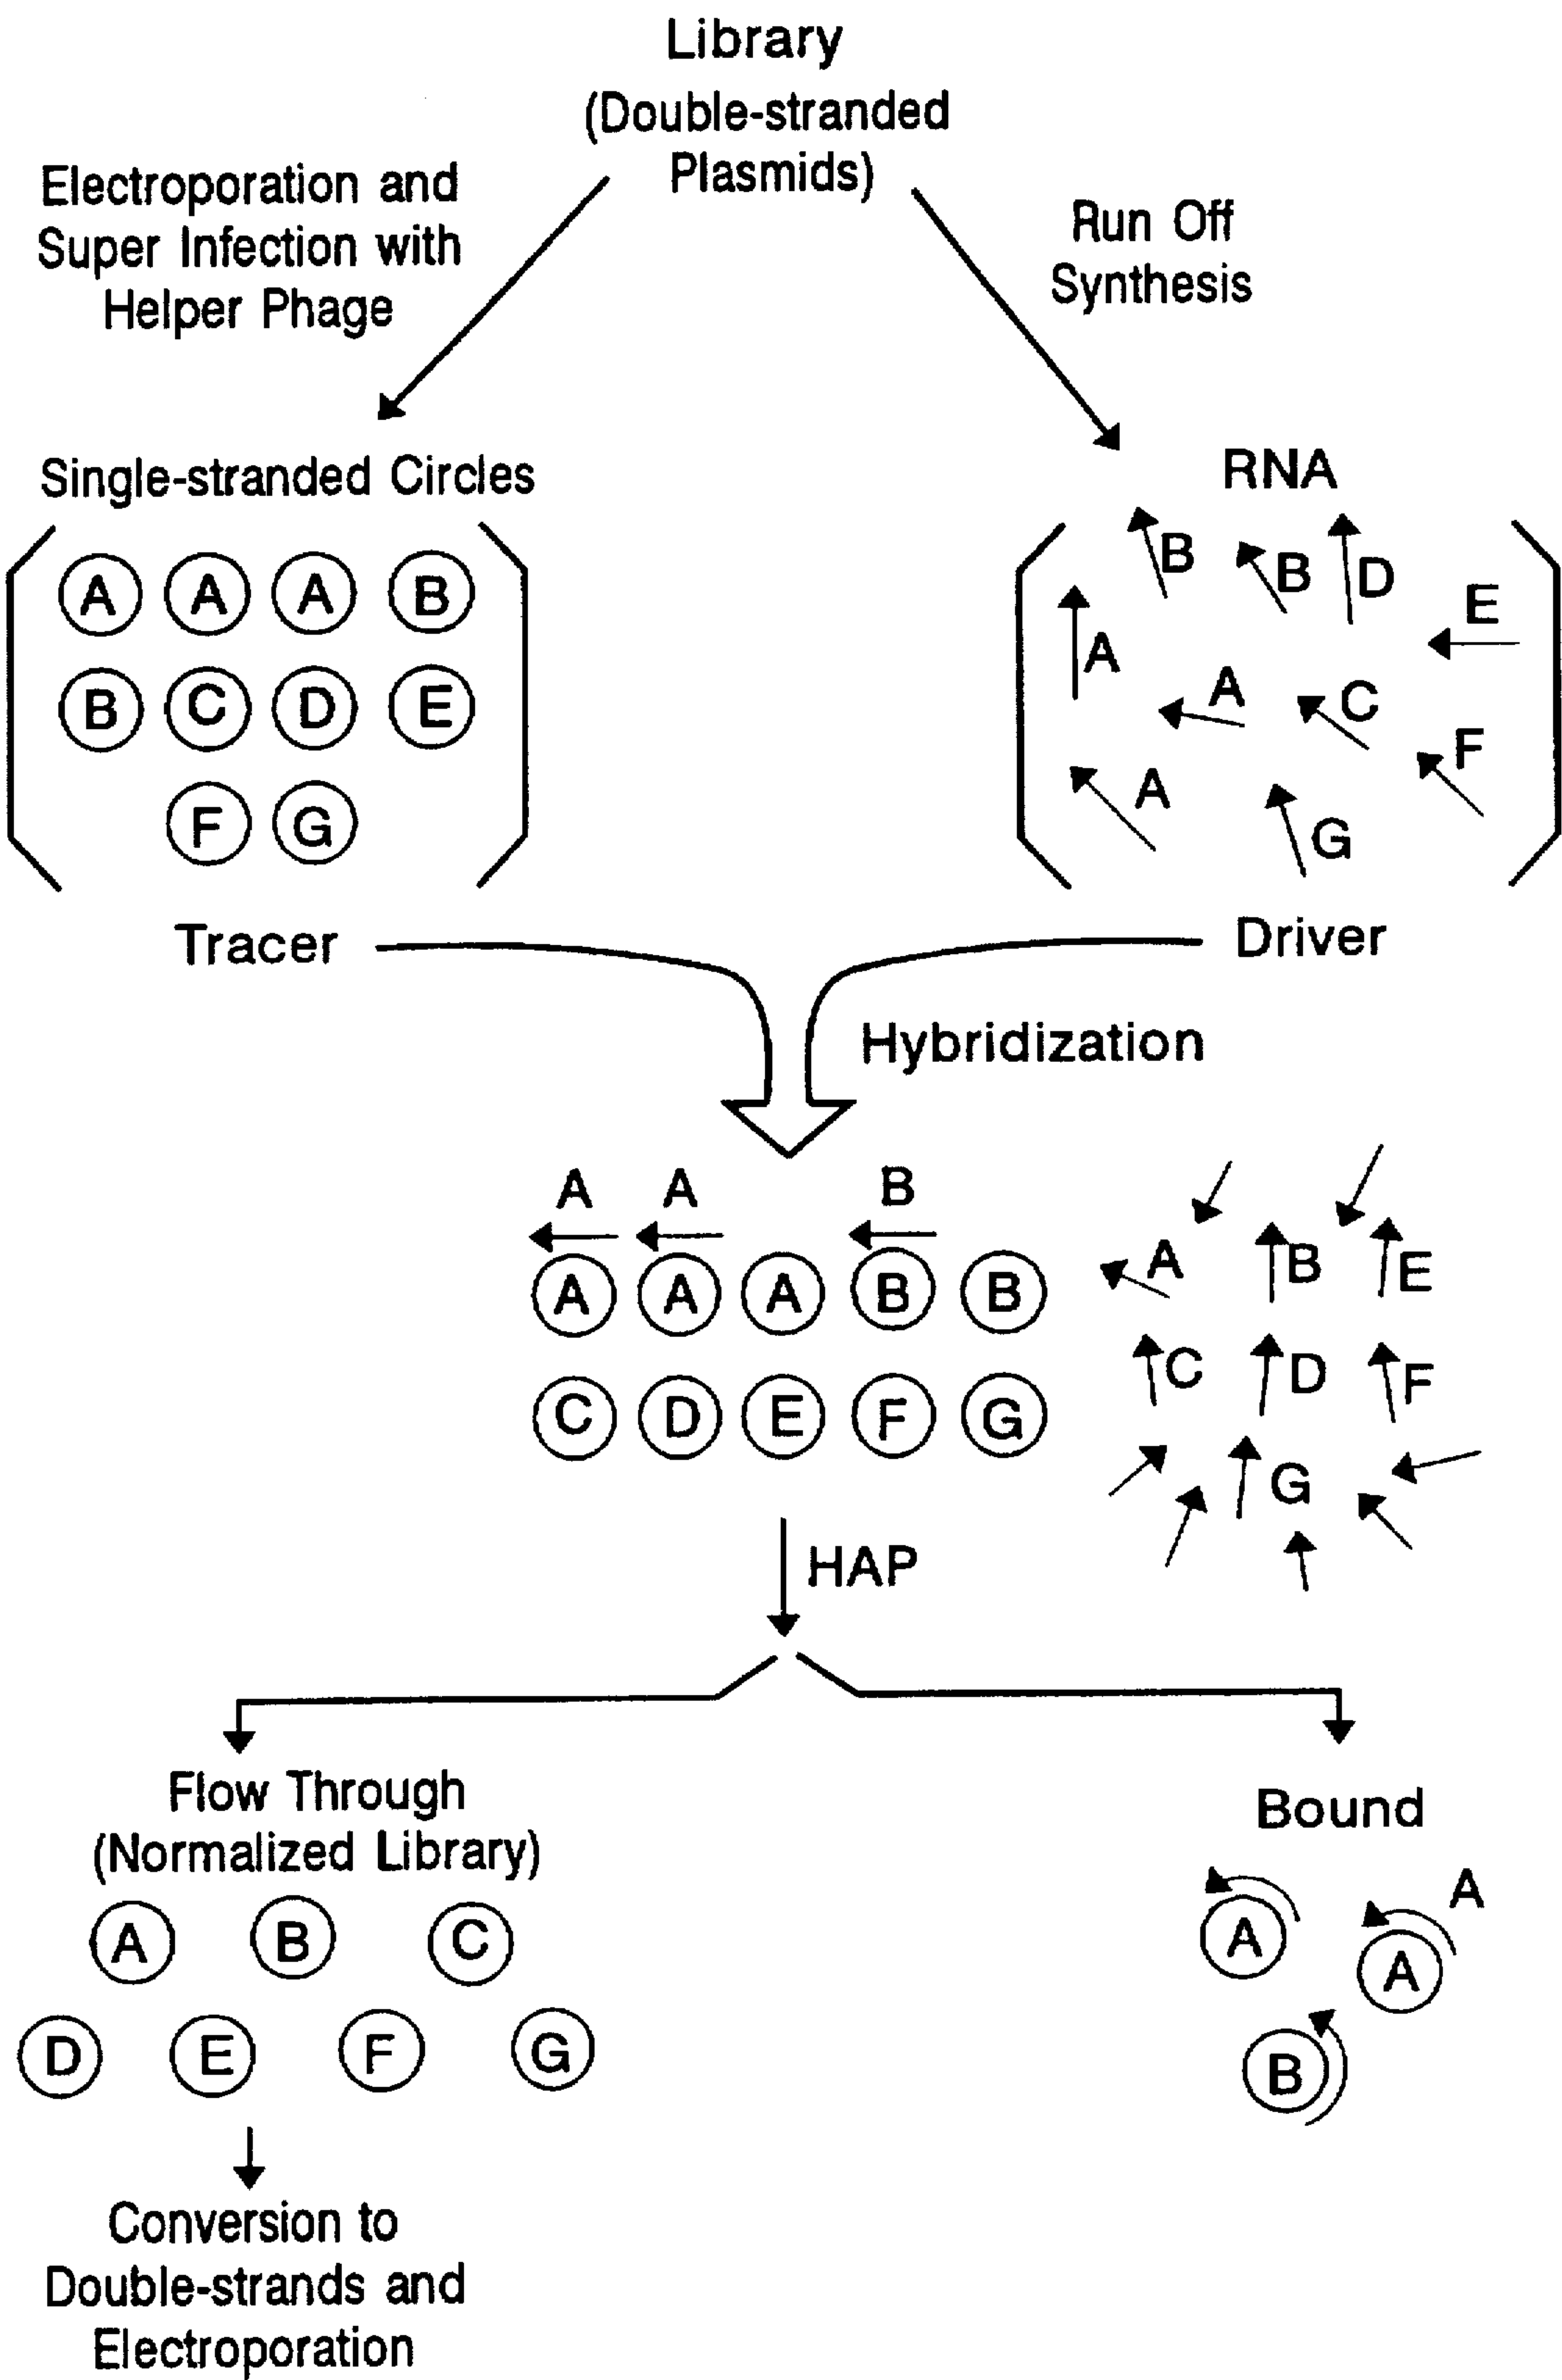 Library
(Double-stranded
Plasmids)
Electroporation and
Super Infection with
Helper Phage
Run Off
Synthesis
Single-stranded Circles
A A A B
B C D E
F G
Tracer
RNA
B B D
E
A
A C
F
A
G
Driver
Hybridization
A A B
A A A B B
C D E F G
A B E
C D F
G
HAP
Flow Through
(Normalized Library)
A B C
D E F G
Conversion to
Double-strands and
Electroporation
Bound
A
A A
B